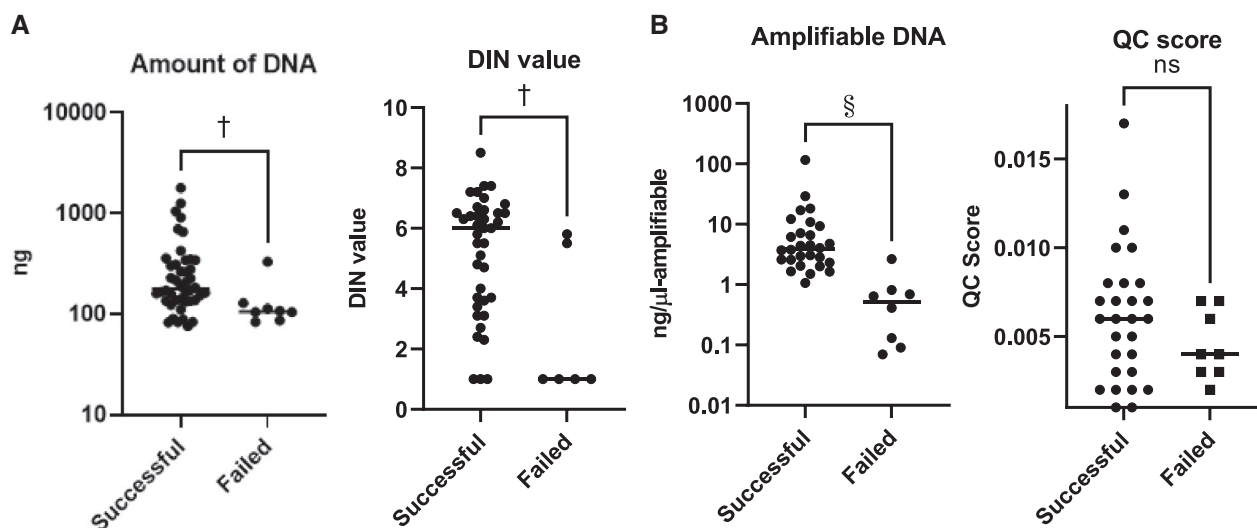 A
Amount of DNA
†
10000
1000
100
10
ng
Successful
Failed
DIN value
†
10
8
6
4
2
0
DIN value
Successful
Failed
B
Amplifiable DNA
§
1000
100
10
1
0.1
0.01
ng/µl-amplifiable
Successful
Failed
QC score
ns
0.015
0.010
0.005
QC Score
Successful
Failed